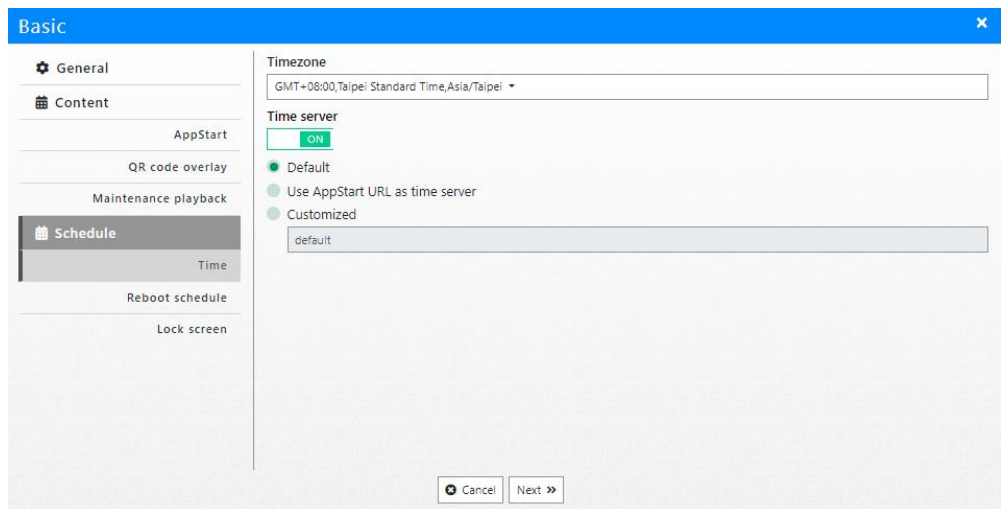 Basic
General
Content
AppStart
QR code overlay
Maintenance playback
Schedule
Time
Reboot schedule
Lock screen
Timezone
GMT+08:00,Taipei Standard Time,Asia/Taipei
Time server
ON
Default
Use AppStart URL as time server
Customized
default
Cancel
Next